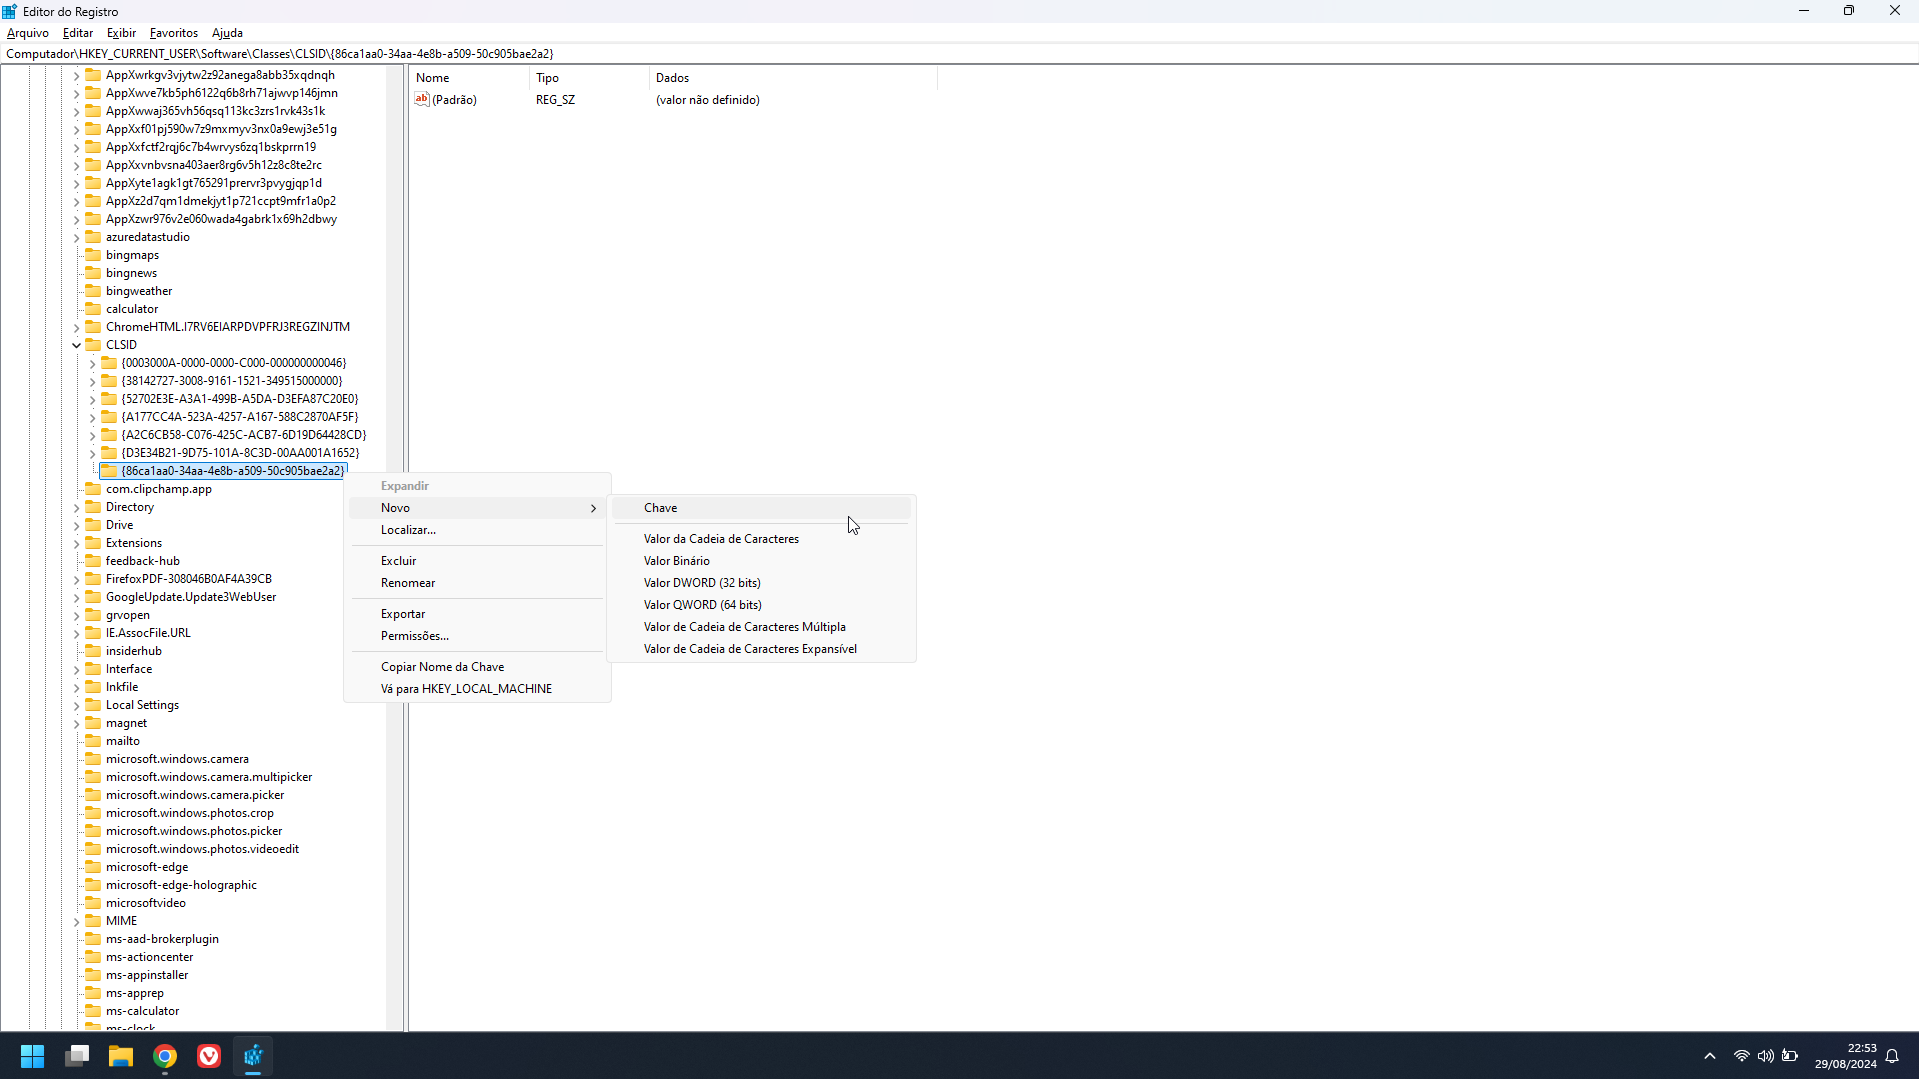 Editor do Registro
Arquivo Editar Exibir Favoritos Ajuda
Computador\HKEY_CURRENT_USER\Software\Classes\CLSID\{86ca1aa0-34aa-4e8b-a509-50c905bae2a2}
AppXwrkgv3vjytw2z92anega8abb35xqdnqh
AppXwve7kb5ph6122q6b8rh71ajwvp146jmn
AppXwwaj365vh56qsq113kc3zrs1rvk43s1k
AppXxf01pj590w7z9mxmyv3nx0a9ewj3e51g
AppXxfctf2rqj6c7b4wrvys6zq1bskprrn19
AppXxvnbvsna403aer8rg6v5h12z8c8te2rc
AppXyte1agk1gt765291prervr3pvygjqp1d
AppXz2d7qm1dmekjyt1p721ccpt9mfr1a0p2
AppXzwr976v2e060wada4gabrk1x69h2dbwy
azuredatastudio
bingmaps
bingnews
bingweather
calculator
ChromeHTML.I7RV6EIARPDVPFRJ3REGZINJTM
CLSID
{0003000A-0000-0000-C000-000000000046}
{38142727-3008-9161-1521-349515000000}
{52702E3E-A3A1-499B-A5DA-D3EFA87C20E0}
{A177CC4A-523A-4257-A167-588C2870AF5F}
{A2C6CB58-C076-425C-ACB7-6D19D64428CD}
{D3E34B21-9D75-101A-8C3D-00AA001A1652}
{86ca1aa0-34aa-4e8b-a509-50c905bae2a2}
com.clipchamp.app
Directory
Drive
Extensions
feedback-hub
FirefoxPDF-308046B0AF4A39CB
GoogleUpdate.Update3WebUser
grvopen
IE.AssocFile.URL
insiderhub
Interface
lnkfile
Local Settings
magnet
mailto
microsoft.windows.camera
microsoft.windows.camera.multipicker
microsoft.windows.camera.picker
microsoft.windows.photos.crop
microsoft.windows.photos.picker
microsoft.windows.photos.videoedit
microsoft-edge
microsoft-edge-holographic
microsoftvideo
MIME
ms-aad-brokerplugin
ms-actioncenter
ms-appinstaller
ms-apprep
ms-calculator
ms-clock
Nome Tipo Dados
(Padrão) REG_SZ (valor não definido)
Expandir
Novo
Localizar...
Excluir
Renomear
Exportar
Permissões...
Copiar Nome da Chave
Vá para HKEY_LOCAL_MACHINE
Chave
Valor da Cadeia de Caracteres
Valor Binário
Valor DWORD (32 bits)
Valor QWORD (64 bits)
Valor de Cadeia de Caracteres Múltipla
Valor de Cadeia de Caracteres Expansível
22:53
29/08/2024